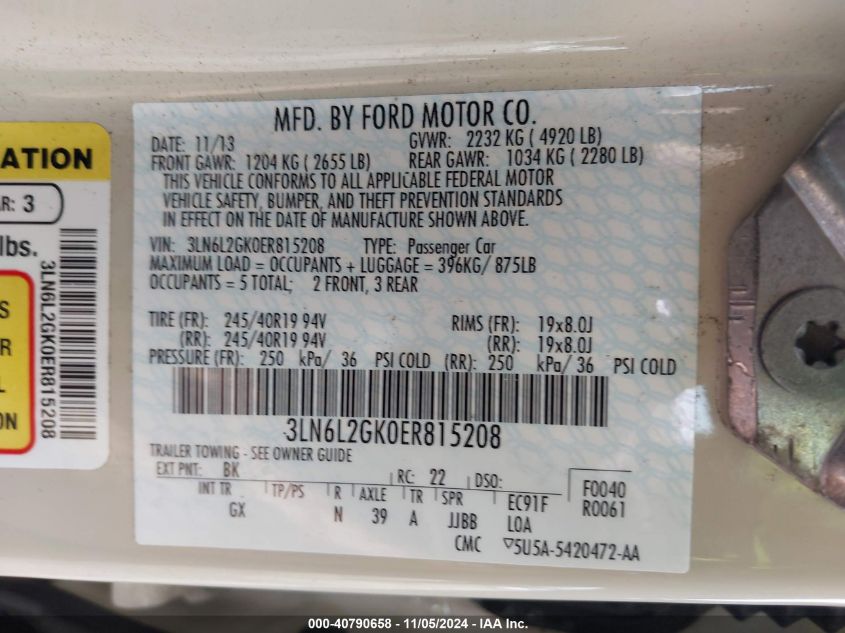 MFD. BY FORD MOTOR CO.
DATE: 11/13 GVWR: 2232 KG ( 4920 LB)
FRONT GAWR: 1204 KG ( 2655 LB) REAR GAWR: 1034 KG ( 2280 LB)
THIS VEHICLE CONFORMS TO ALL APPLICABLE FEDERAL MOTOR
VEHICLE SAFETY, BUMPER, AND THEFT PREVENTION STANDARDS
IN EFFECT ON THE DATE OF MANUFACTURE SHOWN ABOVE.
VIN: 3LN6L2GK0ER815208 TYPE: Passenger Car
MAXIMUM LOAD = OCCUPANTS + LUGGAGE = 396KG/ 875LB
OCCUPANTS = 5 TOTAL; 2 FRONT, 3 REAR
TIRE (FR): 245/40R19 94V RIMS (FR): 19x8.0J
(RR): 245/40R19 94V (RR): 19x8.0J
PRESSURE (FR): 250 kPa/ 36 PSI COLD (RR): 250 kPa/ 36 PSI COLD
3LN6L2GK0ER815208
TRAILER TOWING - SEE OWNER GUIDE
EXT PNT: BK RC: 22 DSO: F0040
INT TR TP/PS R AXLE TR SPR EC91F R0061
GX N 39 A JJBB LOA
CMC ▽5U5A-5420472-AA
ATION
AR: 3
lbs.
S
R
L
ON
3LN6L2GK0ER815208
000-40790658 - 11/05/2024 - IAA Inc.